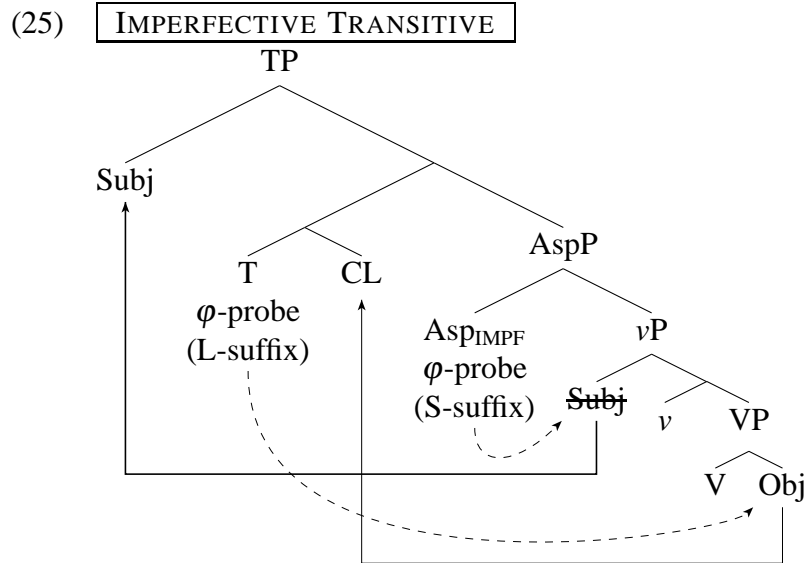 (25) IMPERFECTIVE TRANSITIVE
TP
Subj
AspP
T CL
φ-probe
(L-suffix)
AspIMPF vP
φ-probe
(S-suffix)
Subj v VP
V Obj